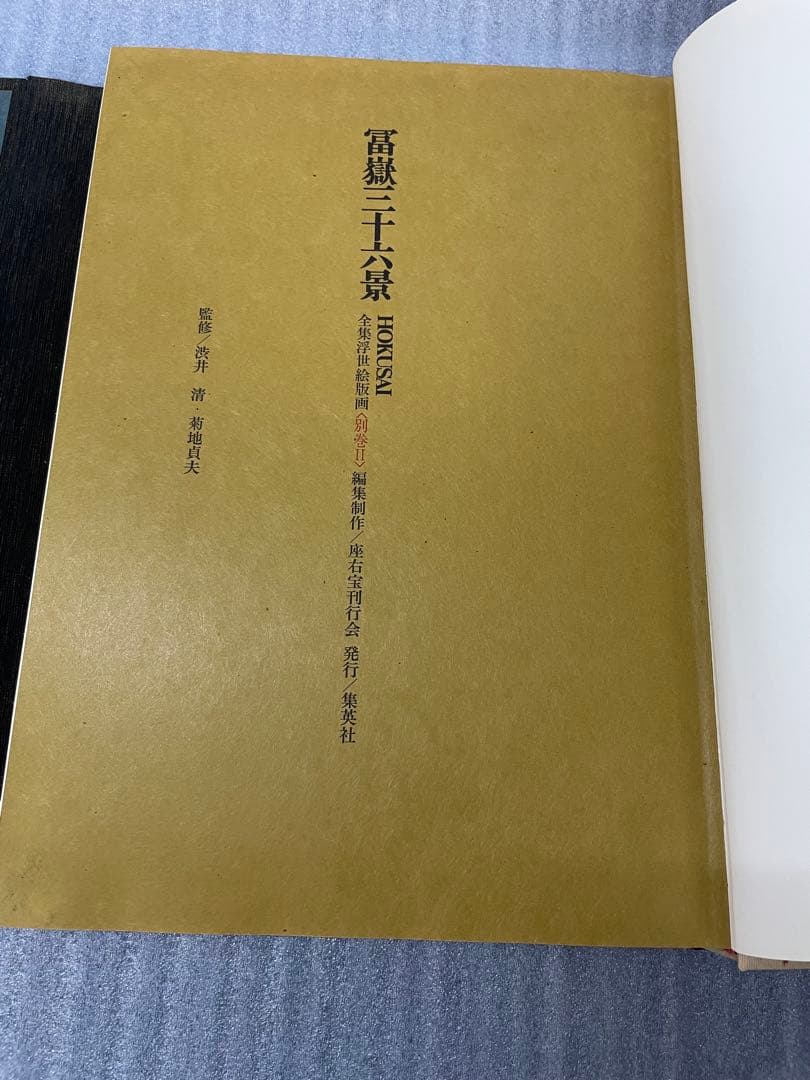 冨嶽三十六景 HOKUSAI
全集浮世絵版画〈別巻II〉編集制作／座右宝刊行会 発行／集英社
監修／渋井 清・菊地貞夫